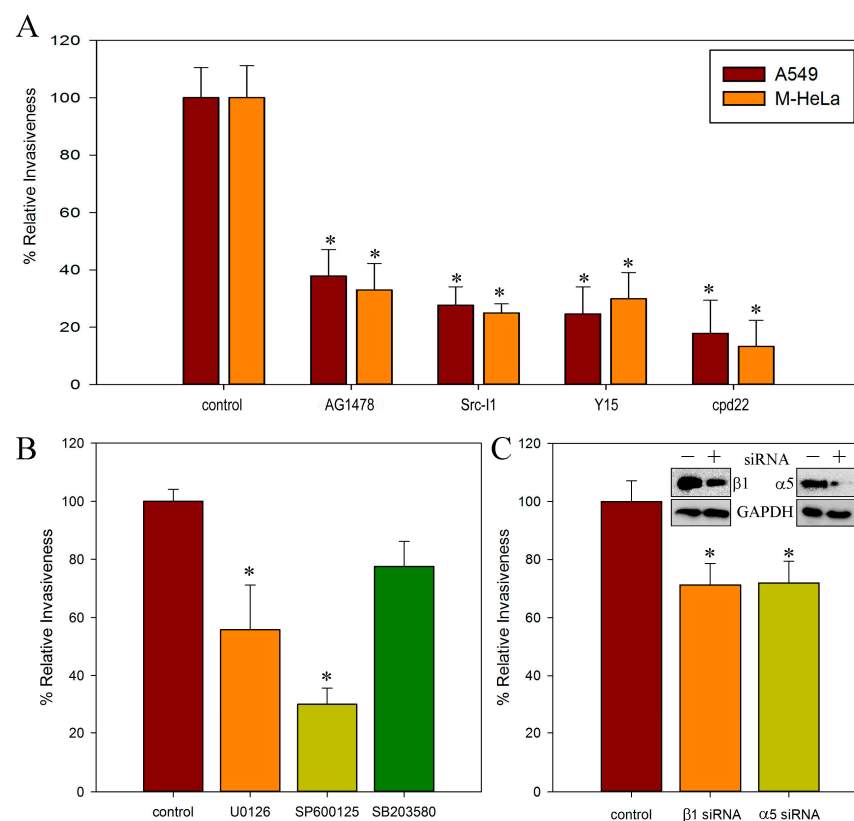 A
120
100
80
60
40
20
0
% Relative Invasiveness
A549
M-HeLa
* * * * * * * *
control AG1478 Src-I1 Y15 cpd22
B
120
100
80
60
40
20
0
% Relative Invasiveness
* *
control U0126 SP600125 SB203580
C
120
100
80
60
40
20
0
% Relative Invasiveness
− + siRNA − +
β1 α5
GAPDH
* *
control β1 siRNA α5 siRNA